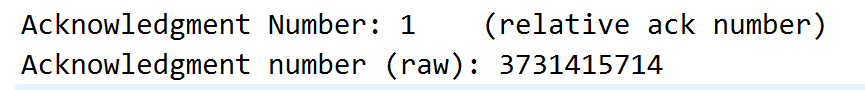 Acknowledgment Number: 1    (relative ack number)
Acknowledgment number (raw): 3731415714